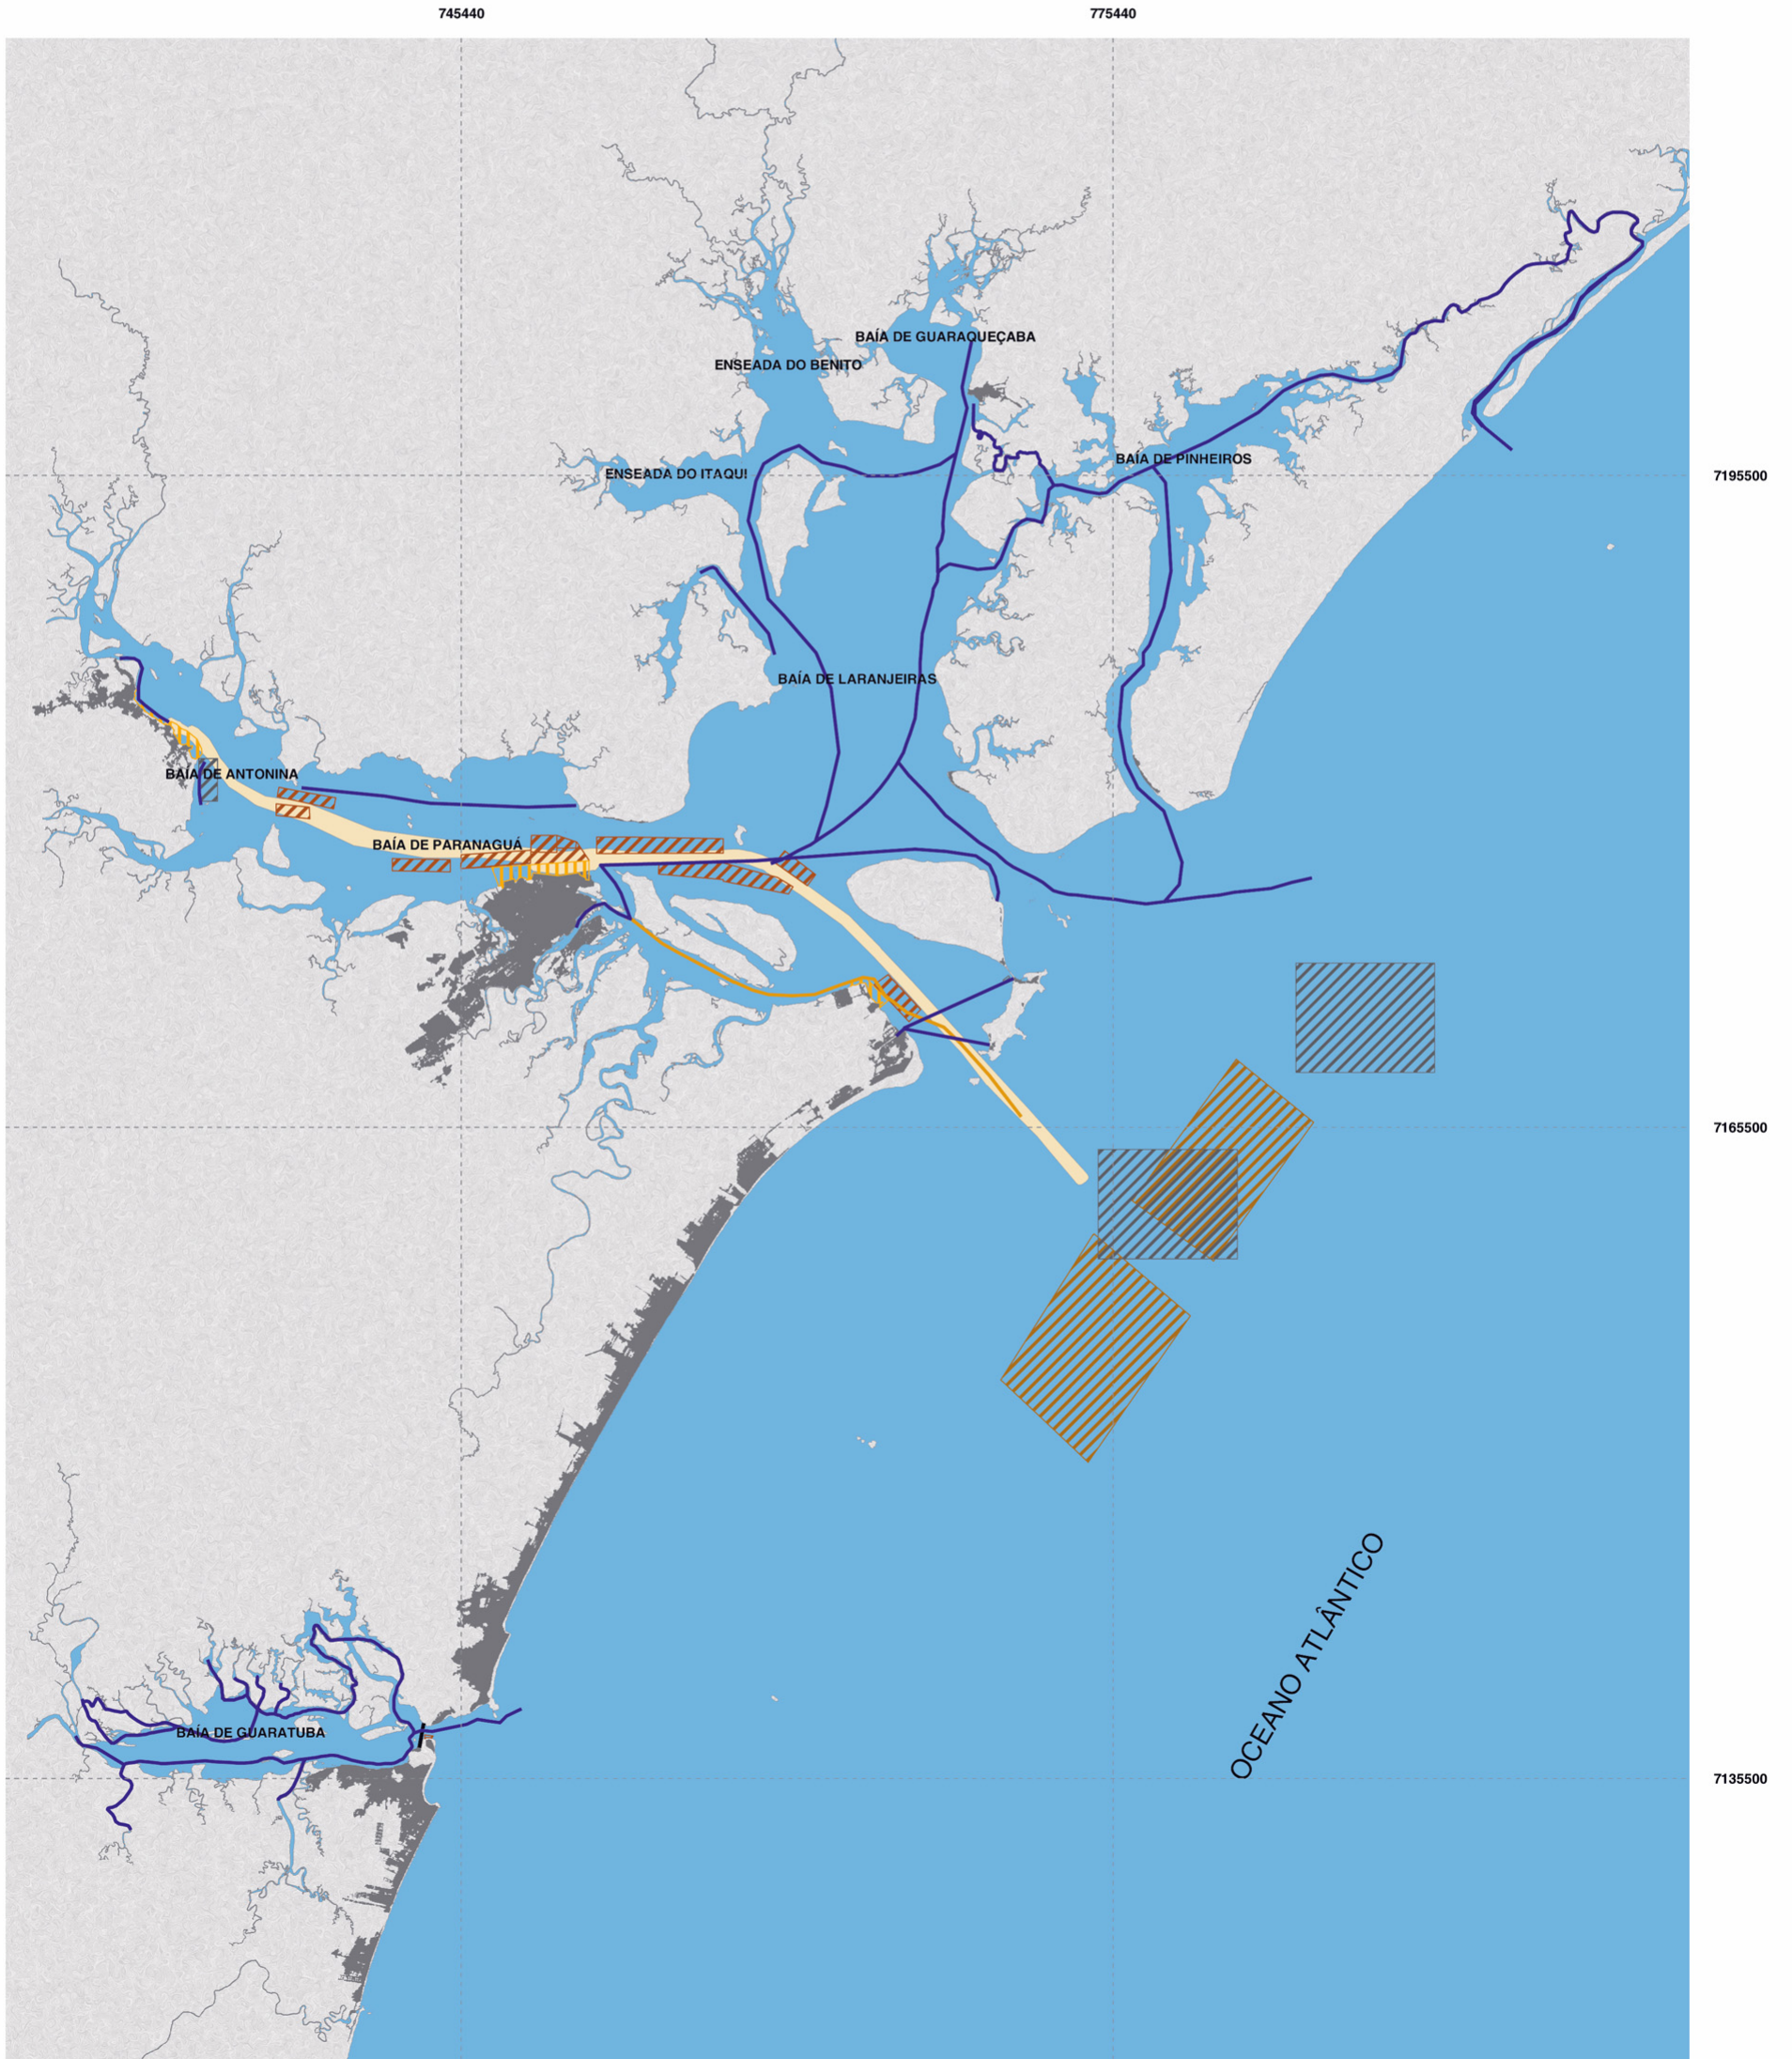 745440
775440
BAÍA DE GUARAQUEÇABA
ENSEADA DO BENITO
BAÍA DE PINHEIROS
ENSEADA DO ITAQUI
7195500
BAÍA DE LARANJEIRAS
BAÍA DE ANTONINA
BAÍA DE PARANAGUÁ
7165500
OCEANO ATLÂNTICO
BAÍA DE GUARATUBA
7135500